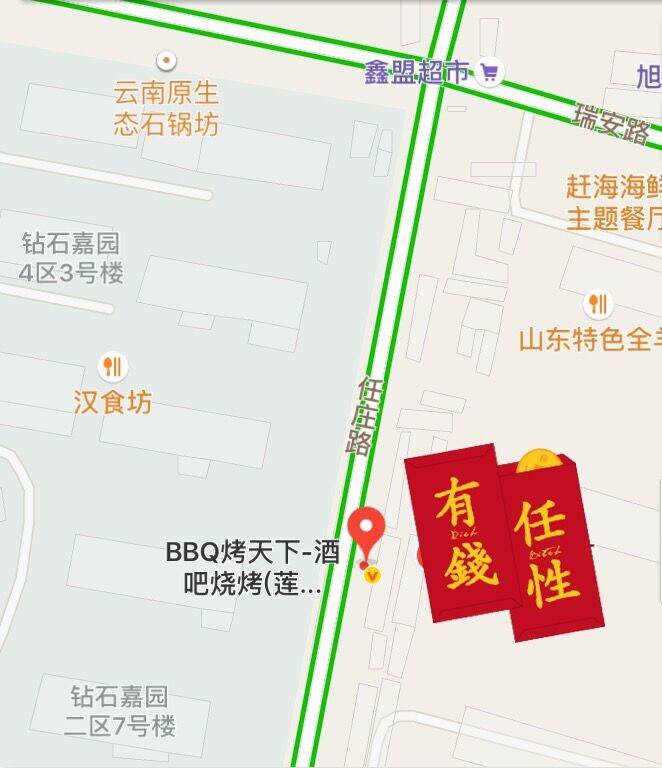 鑫盟超市
旭
云南原生
态石锅坊
瑞安路
赶海海鲜
主题餐厅
钻石嘉园
4区3号楼
山东特色全羊
汉食坊
任庄路
有錢
Rich
任性
Bitch
BBQ烤天下-酒
吧烧烤(莲...
钻石嘉园
二区7号楼